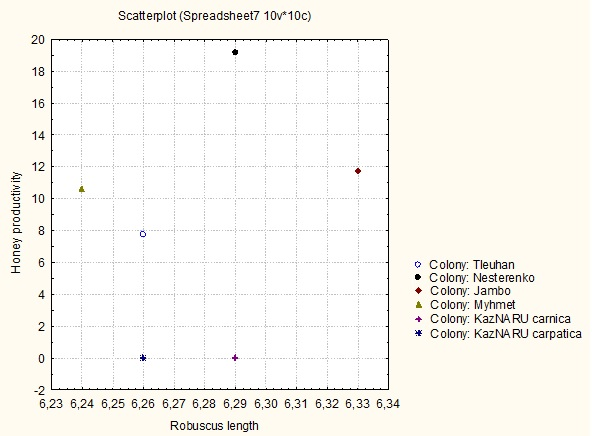 Scatterplot (Spreadsheet7 10v*10c)
20
18
16
14
12
10
8
6
4
2
0
-2
Honey productivity
6,23 6,24 6,25 6,26 6,27 6,28 6,29 6,30 6,31 6,32 6,33 6,34
Robuscus length
Colony: Tleuhan
Colony: Nesterenko
Colony: Jambo
Colony: Myhmet
Colony: KazNARU carnica
Colony: KazNARU carpatica